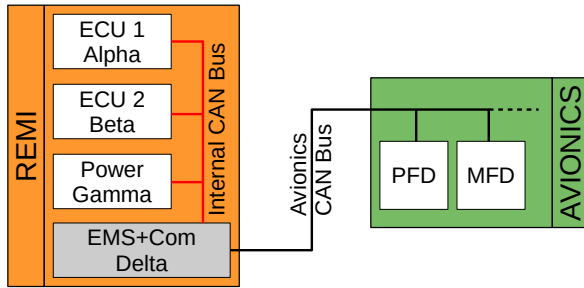 REMI
ECU 1
Alpha
ECU 2
Beta
Power
Gamma
EMS+Com
Delta
Internal CAN Bus
Avionics
CAN Bus
PFD
MFD
AVIONICS